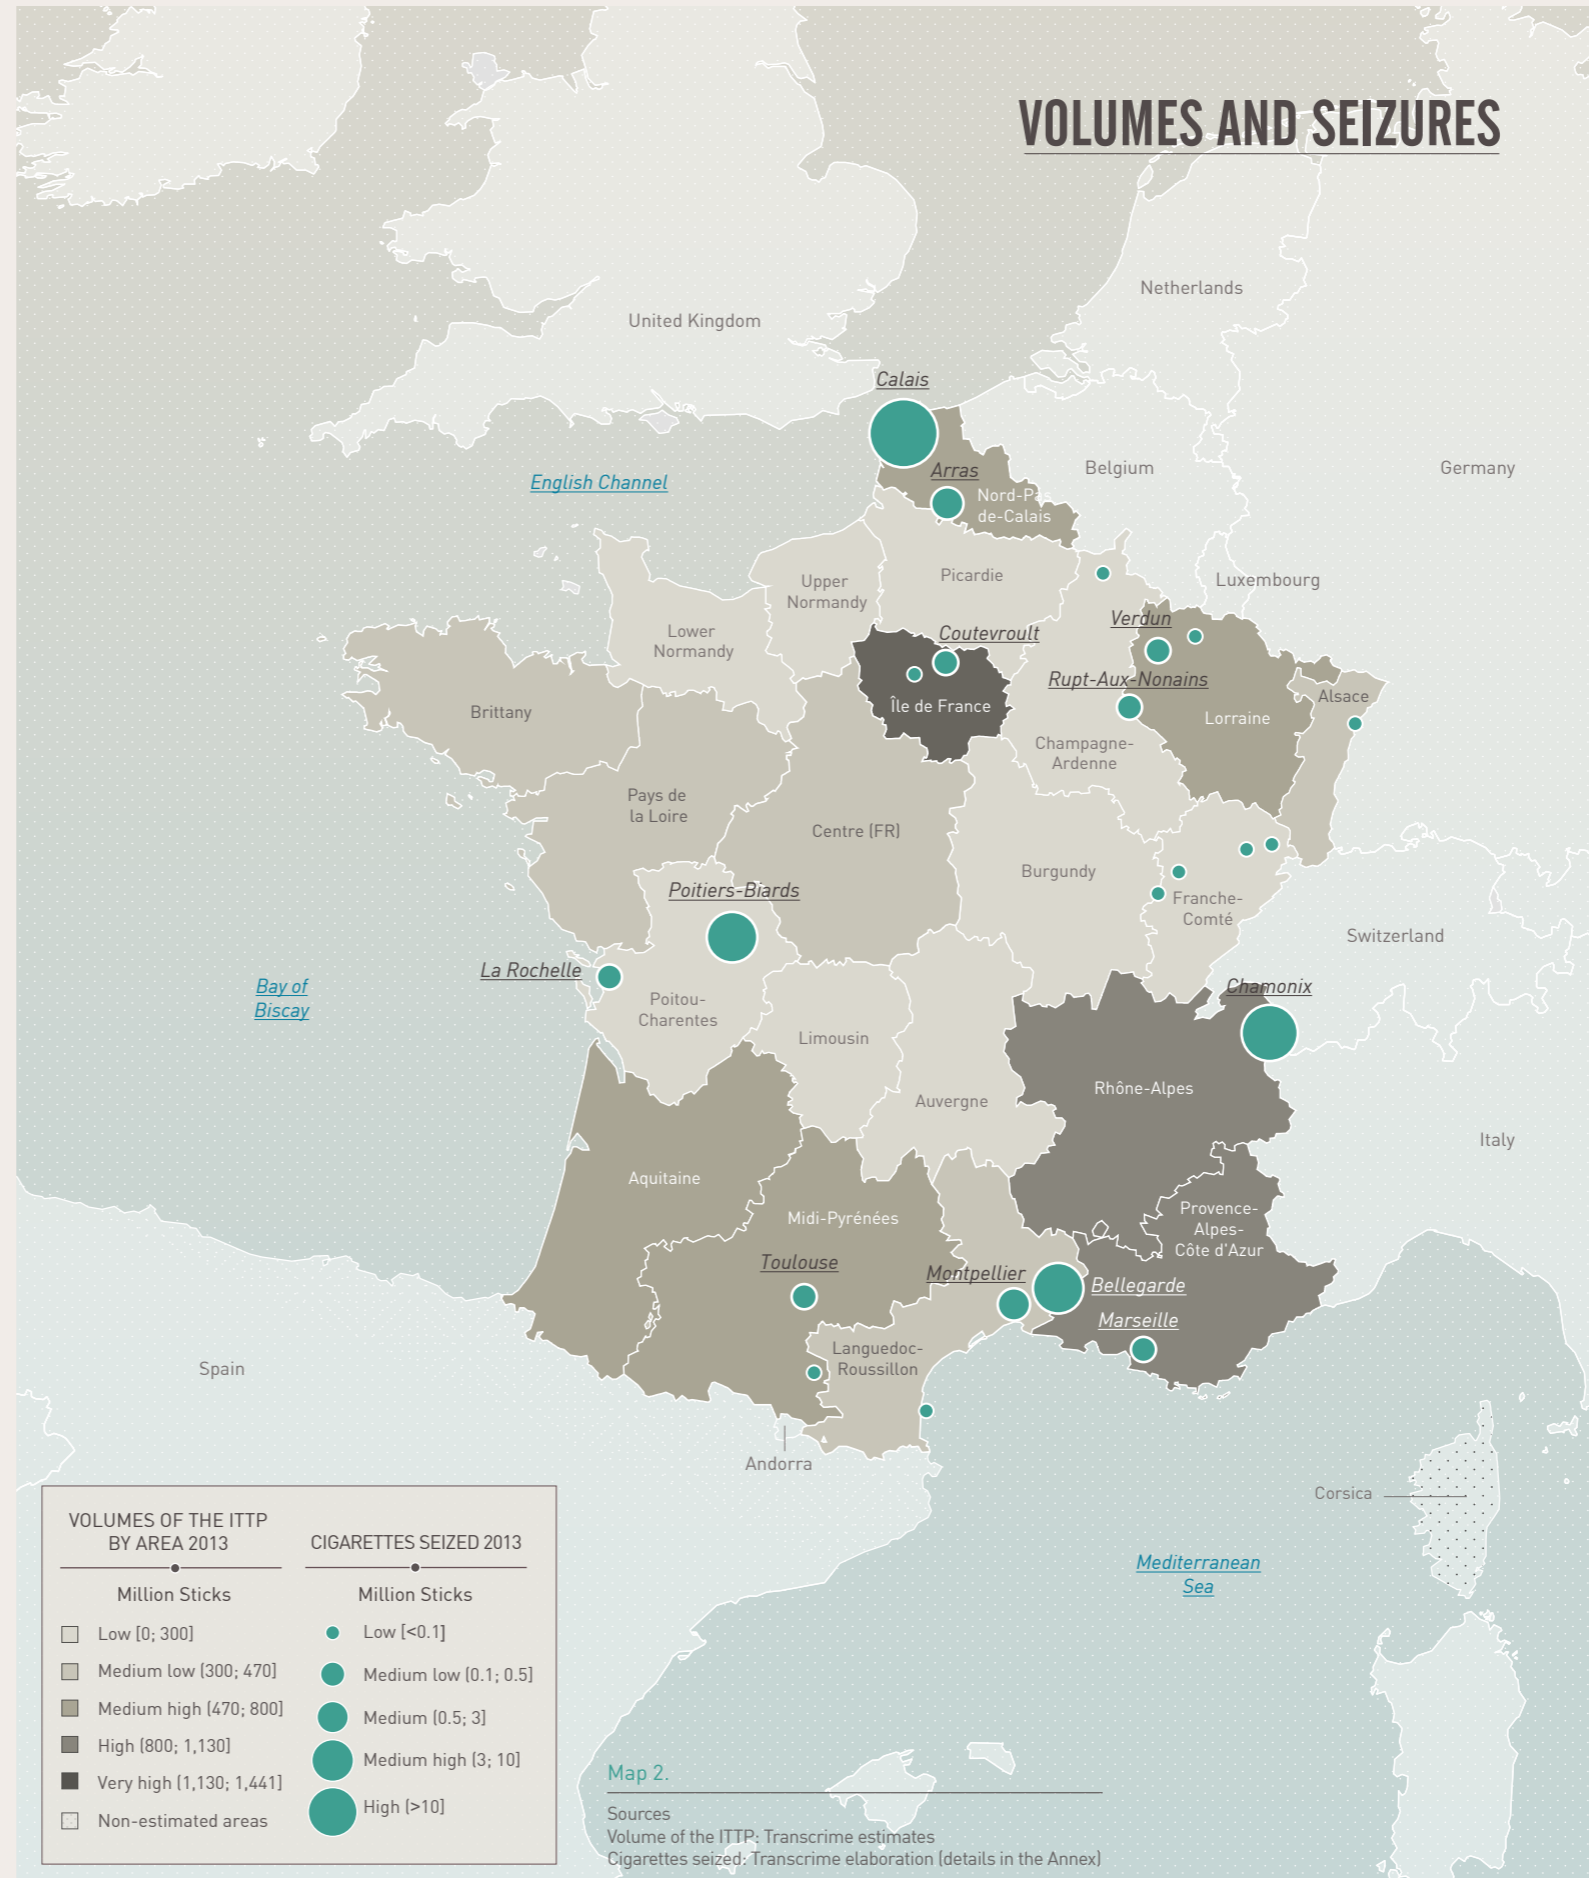 VOLUMES AND SEIZURES
Netherlands
United Kingdom
Calais
Belgium
Germany
Arras
English Channel
Nord-Pas
de-Calais
Picardie
Upper
Normandy
Luxembourg
Verdun
Lower
Normandy
Coutevroult
Rupt-Aux-Nonains
Alsace
Île de France
Brittany
Lorraine
Champagne-
Ardenne
Pays de
la Loire
Centre (FR)
Burgundy
Poitiers-Biards
Franche-
Comté
Switzerland
La Rochelle
Bay of
Biscay
Chamonix
Poitou-
Charentes
Limousin
Rhône-Alpes
Auvergne
Italy
Aquitaine
Midi-Pyrénées
Provence-
Alpes-
Côte d'Azur
Toulouse
Montpellier
Bellegarde
Marseille
Languedoc-
Roussillon
Spain
Andorra
Corsica
Mediterranean
Sea
VOLUMES OF THE ITTP
BY AREA 2013
Million Sticks
Low [0; 300]
Medium low (300; 470]
Medium high (470; 800]
High (800; 1,130]
Very high (1,130; 1,441]
Non-estimated areas
CIGARETTES SEIZED 2013
Million Sticks
Low [<0.1]
Medium low (0.1; 0.5]
Medium (0.5; 3]
Medium high (3; 10]
High (>10]
Map 2.
Sources
Volume of the ITTP: Transcrime estimates
Cigarettes seized: Transcrime elaboration (details in the Annex)